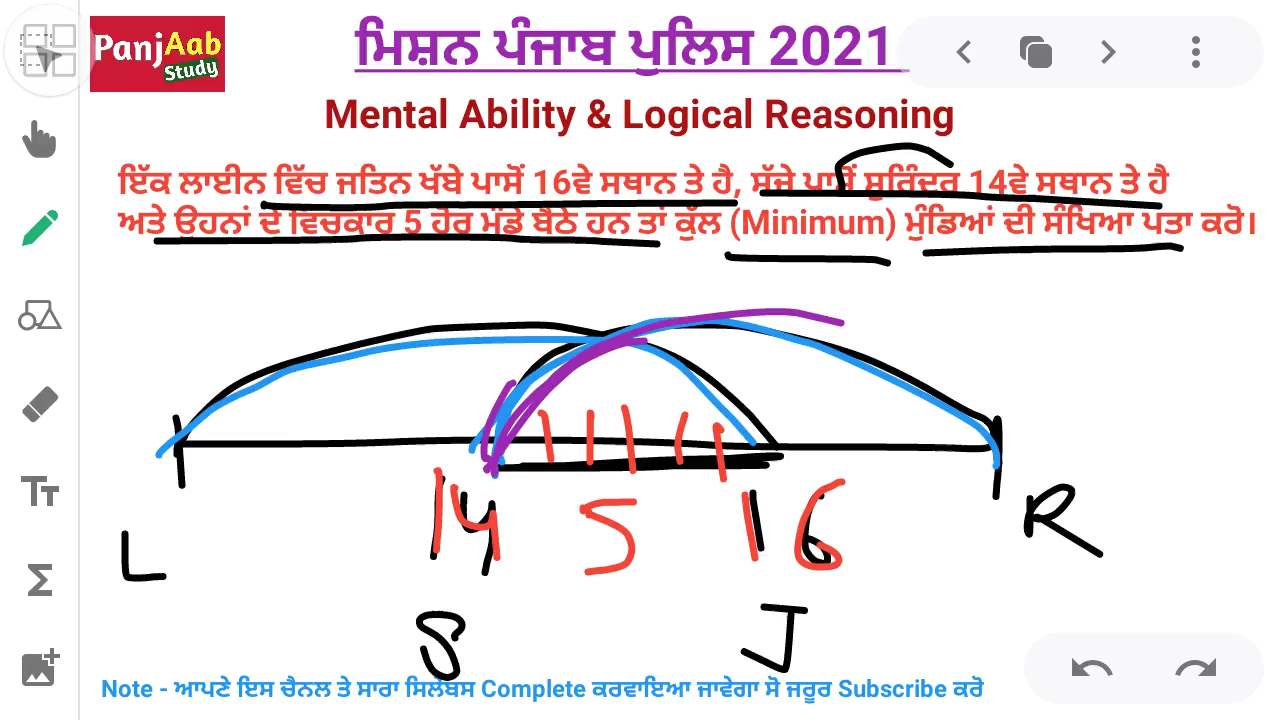 PanjAab
Study
ਮਿਸ਼ਨ ਪੰਜਾਬ ਪੁਲਿਸ 2021
Mental Ability & Logical Reasoning
ਇੱਕ ਲਾਈਨ ਵਿੱਚ ਜਤਿਨ ਖੱਬੇ ਪਾਸੋਂ 16ਵੇ ਸਥਾਨ ਤੇ ਹੈ, ਸੱਜੇ ਪਾਸੋਂ ਸੁਰਿੰਦਰ 14ਵੇ ਸਥਾਨ ਤੇ ਹੈ
ਅਤੇ ਉਹਨਾਂ ਦੇ ਵਿਚਕਾਰ 5 ਹੋਰ ਮੁੰਡੇ ਬੈਠੇ ਹਨ ਤਾਂ ਕੁੱਲ (Minimum) ਮੁੰਡਿਆਂ ਦੀ ਸੰਖਿਆ ਪਤਾ ਕਰੋ।
14 5 16
L R
S J
Tт
Σ
Note - ਆਪਣੇ ਇਸ ਚੈਨਲ ਤੇ ਸਾਰਾ ਸਿਲੇਬਸ Complete ਕਰਵਾਇਆ ਜਾਵੇਗਾ ਸੋ ਜਰੂਰ Subscribe ਕਰੋ